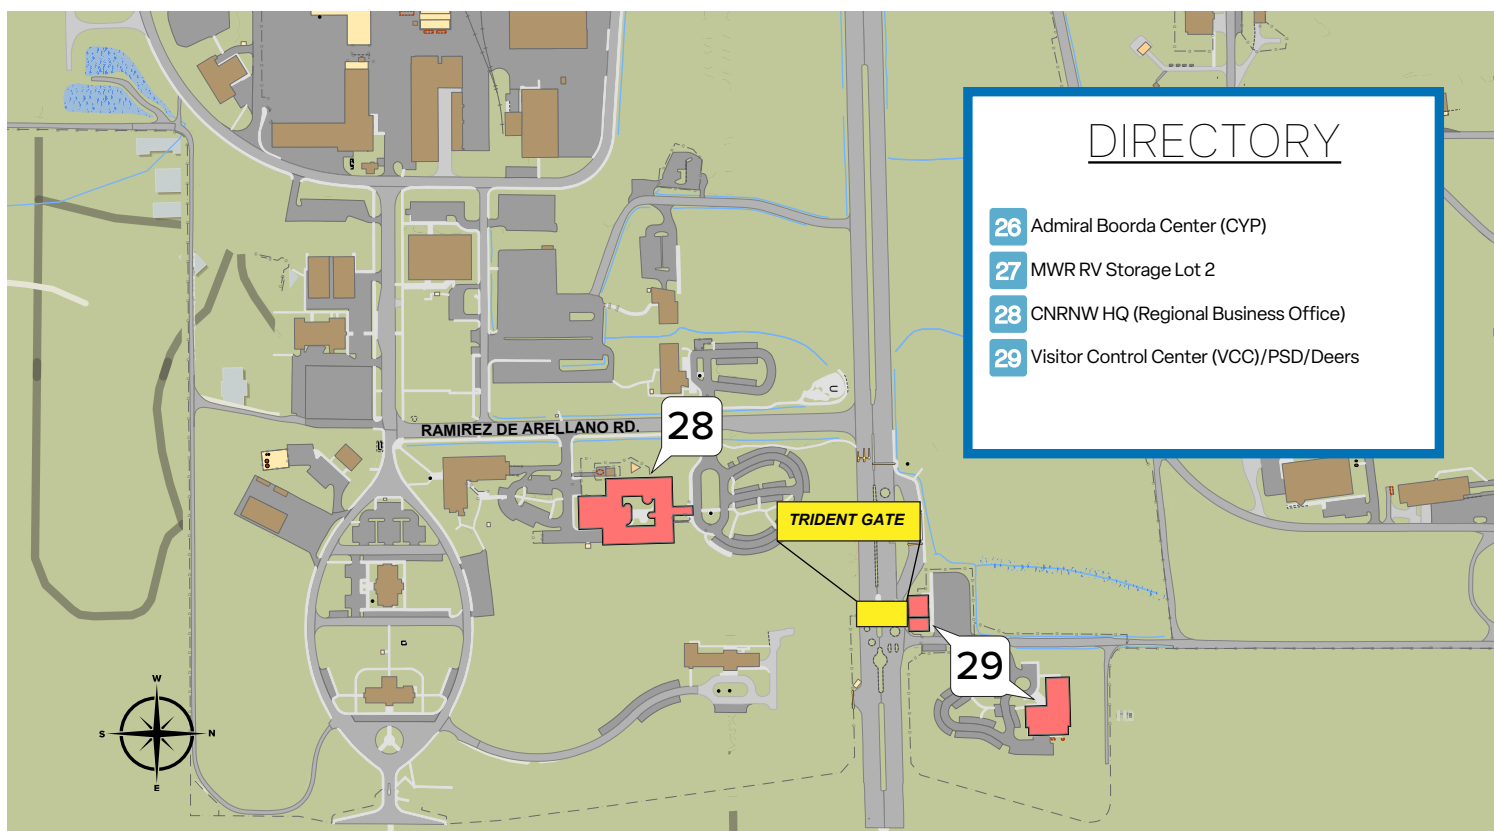 DIRECTORY
26 Admiral Boorda Center (CYP)
27 MWR RV Storage Lot 2
28 CNRNW HQ (Regional Business Office)
29 Visitor Control Center (VCC)/PSD/Deers
RAMIREZ DE ARELLANO RD.
28
TRIDENT GATE
29
W
S N
E